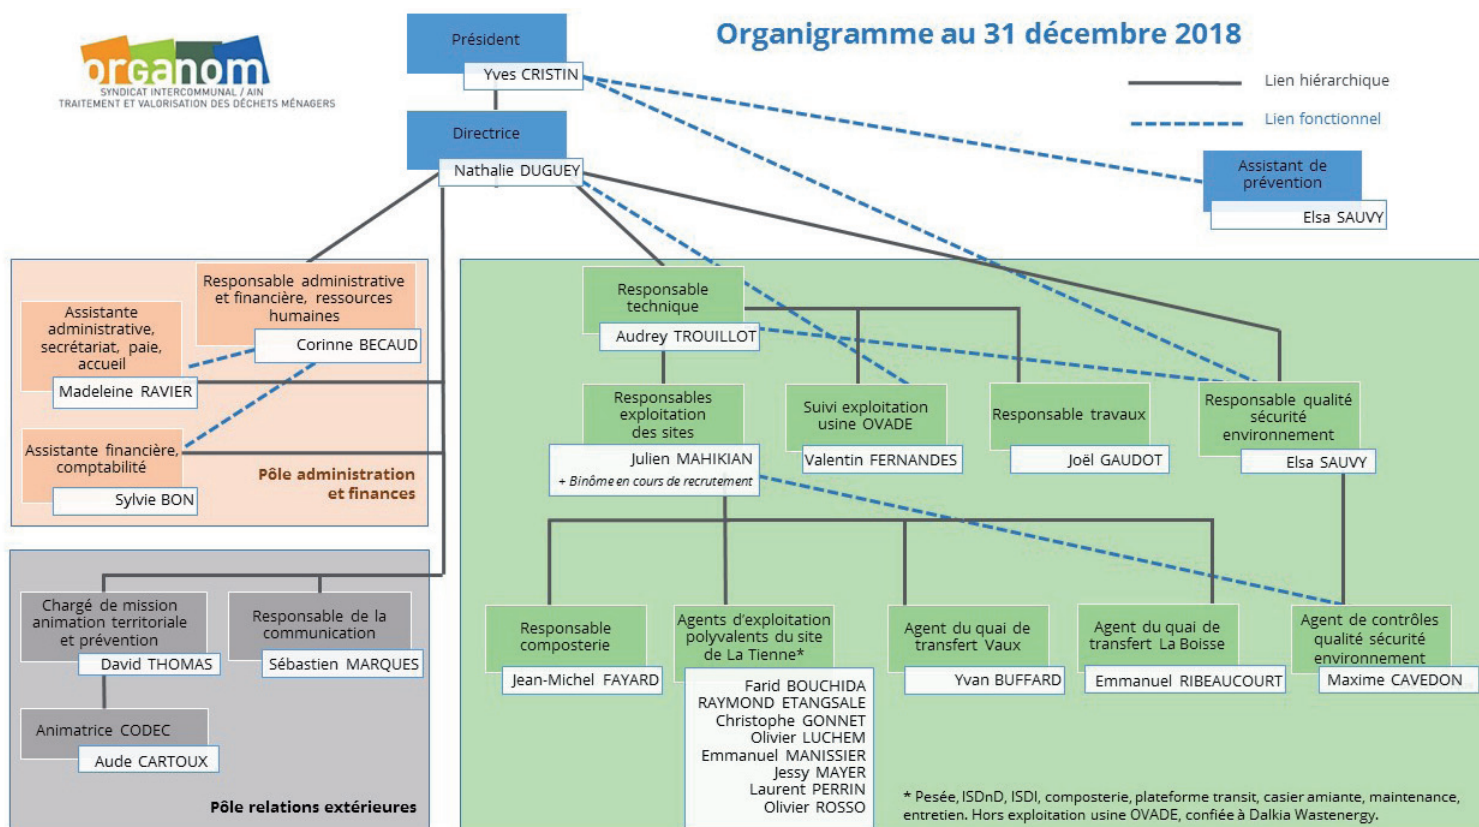 Organigramme au 31 décembre 2018
organom
SYNDICAT INTERCOMMUNAL / AIN
TRAITEMENT ET VALORISATION DES DÉCHETS MÉNAGERS
Président
Yves CRISTIN
Lien hiérarchique
Lien fonctionnel
Directrice
Nathalie DUGUEY
Assistant de
prévention
Elsa SAUVY
Responsable administrative
et financière, ressources
humaines
Corinne BECAUD
Assistante
administrative,
secrétariat, paie,
accueil
Madeleine RAVIER
Assistante financière,
comptabilité
Sylvie BON
Pôle administration
et finances
Responsable
technique
Audrey TROUILLOT
Responsables
exploitation
des sites
Julien MAHIKIAN
+ Binôme en cours de recrutement
Suivi exploitation
usine OVADE
Valentin FERNANDES
Responsable travaux
Joël GAUDOT
Responsable qualité
sécurité
environnement
Elsa SAUVY
Chargé de mission
animation territoriale
et prévention
David THOMAS
Responsable de la
communication
Sébastien MARQUES
Animatrice CODEC
Aude CARTOUX
Pôle relations extérieures
Responsable
composterie
Jean-Michel FAYARD
Agents d'exploitation
polyvalents du site
de La Tienne*
Farid BOUCHIDA
RAYMOND ETANGSALE
Christophe GONNET
Olivier LUCHEM
Emmanuel MANISSIER
Jessy MAYER
Laurent PERRIN
Olivier ROSSO
Agent du quai de
transfert Vaux
Yvan BUFFARD
Agent du quai de
transfert La Boisse
Emmanuel RIBEAUCOURT
Agent de contrôles
qualité sécurité
environnement
Maxime CAVEDON
* Pesée, ISDnD, ISDI, composterie, plateforme transit, casier amiante, maintenance,
entretien. Hors exploitation usine OVADE, confiée à Dalkia Wastenergy.